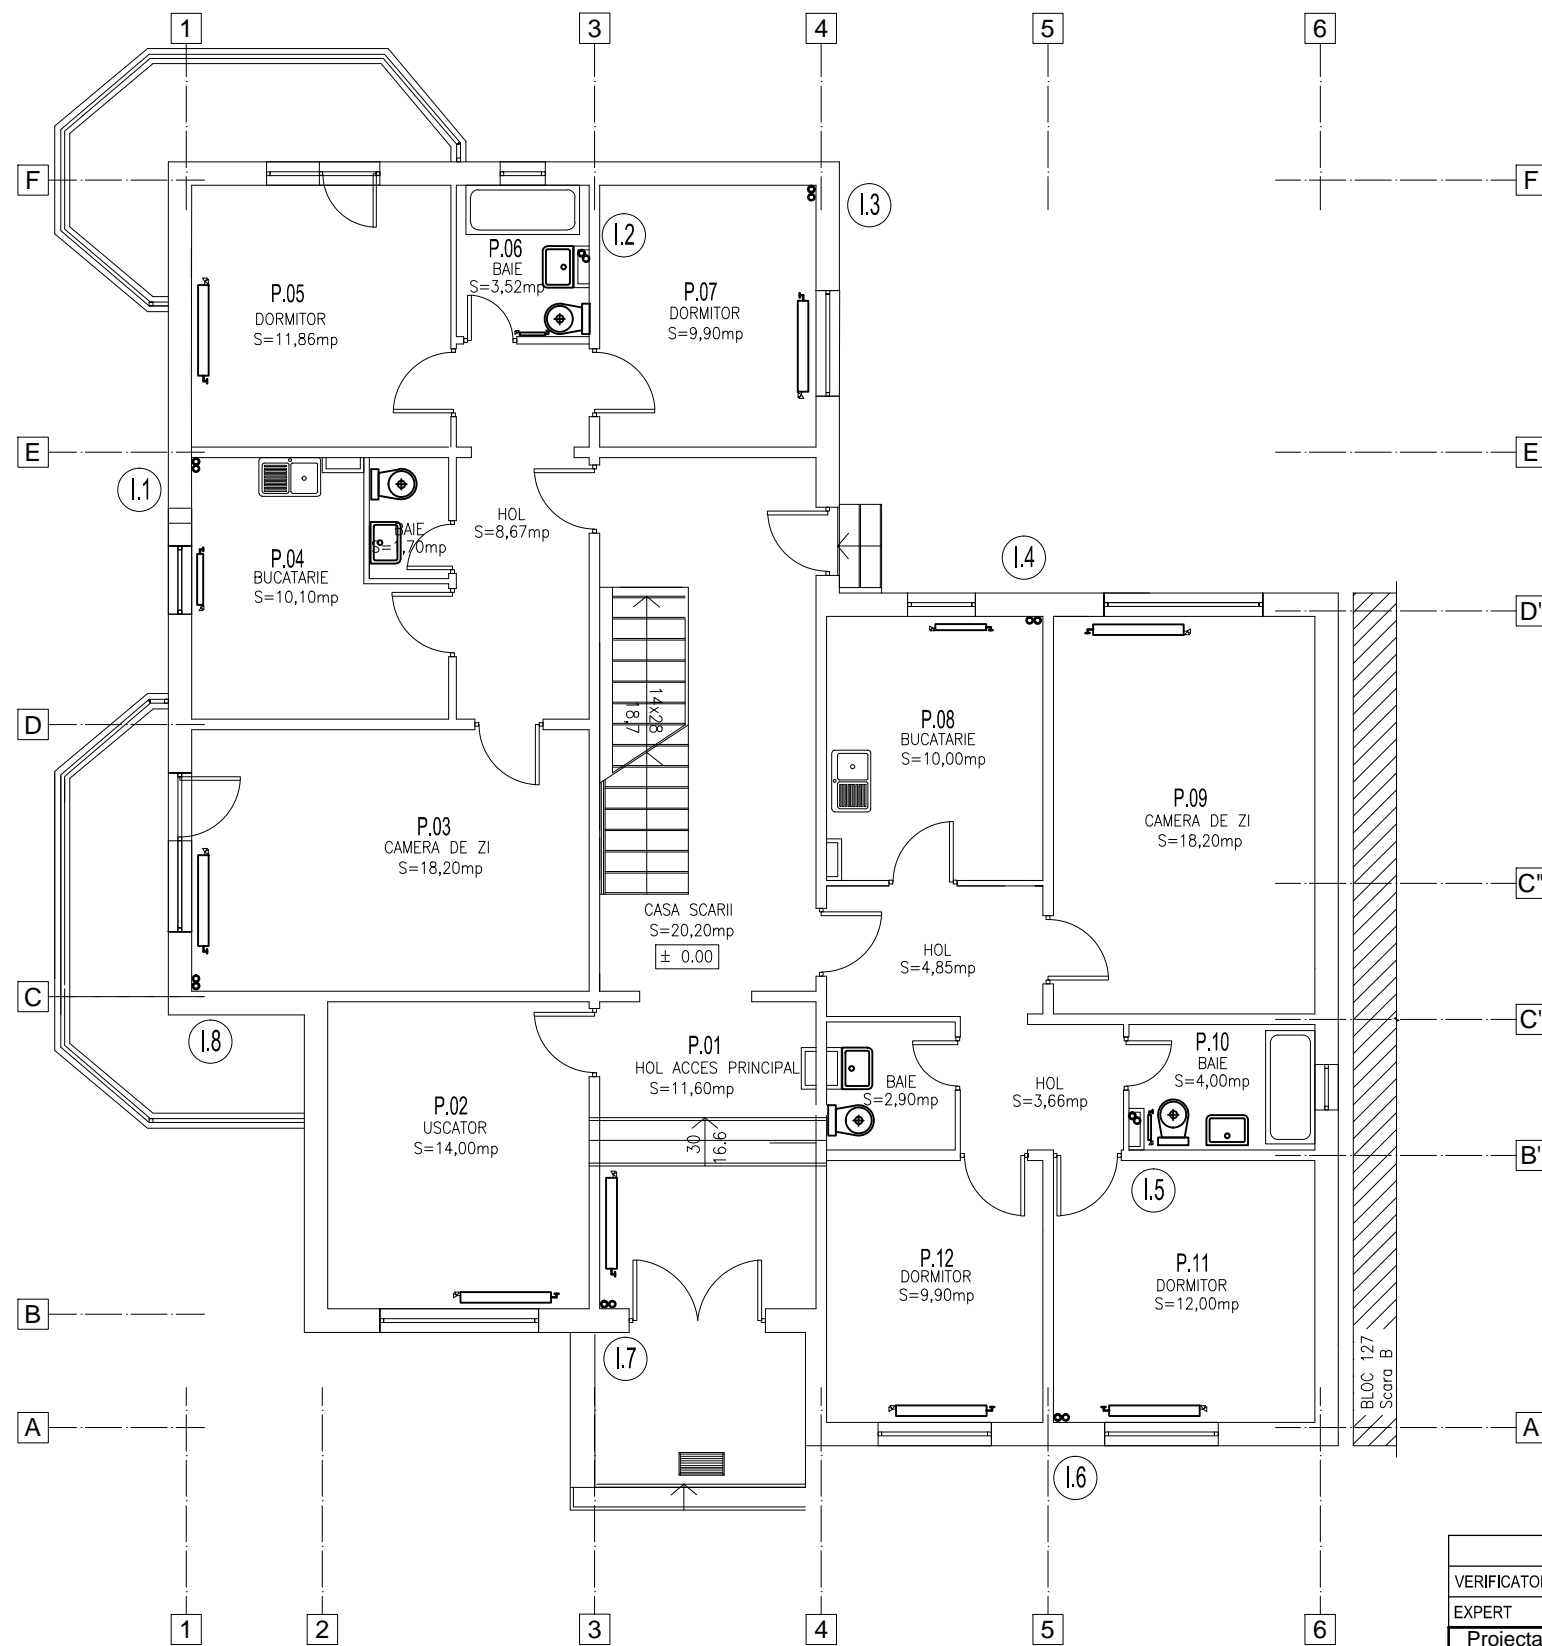 1
3
4
5
6
F
F
I.3
I.2
P.06
BAIE
S=3,52mp
P.05
DORMITOR
S=11,86mp
P.07
DORMITOR
S=9,90mp
E
E
I.1
HOL
S=8,67mp
BAIE
S=1,70mp
P.04
BUCATARIE
S=10,10mp
I.4
D'
14x28
18,7
D
P.08
BUCATARIE
S=10,00mp
P.09
CAMERA DE ZI
S=18,20mp
P.03
CAMERA DE ZI
S=18,20mp
C"
CASA SCARII
S=20,20mp
± 0.00
HOL
S=4,85mp
C
C'
I.8
P.01
HOL ACCES PRINCIPAL
S=11,60mp
P.10
BAIE
S=4,00mp
BAIE
S=2,90mp
HOL
S=3,66mp
P.02
USCATOR
S=14,00mp
30
16.6
B'
I.5
P.12
DORMITOR
S=9,90mp
P.11
DORMITOR
S=12,00mp
B
I.7
BLOC 127
Scara B
A
A
I.6
1
2
3
4
5
6
VERIFICATO
EXPERT
Proiecta